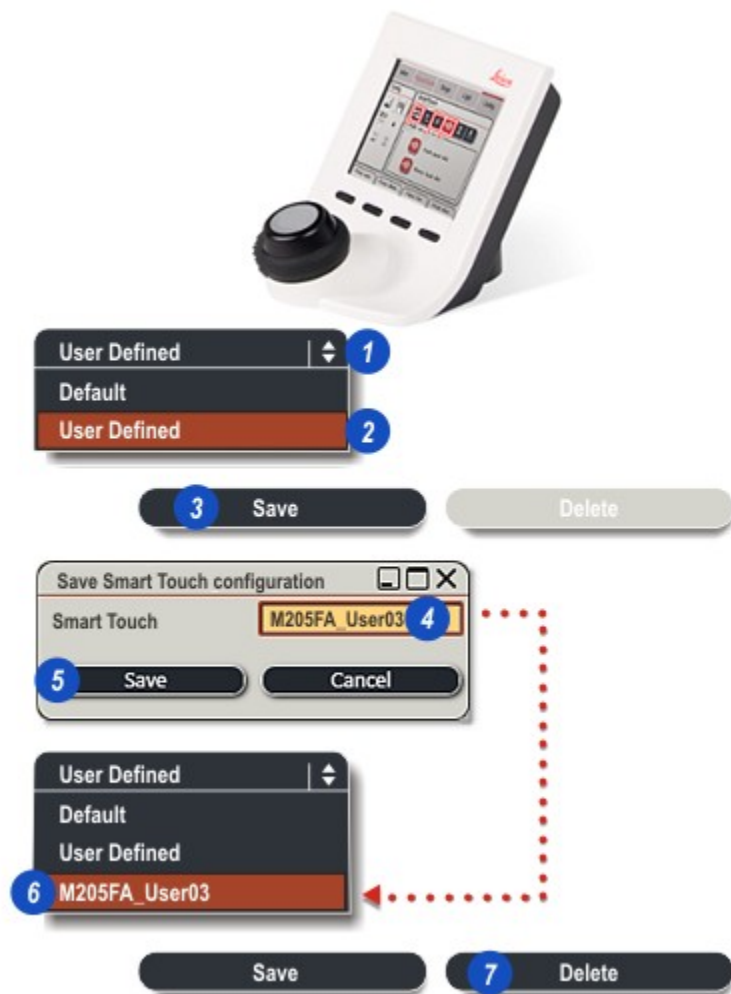 Leica
User Defined 1
Default
User Defined 2
3 Save Delete
Save Smart Touch configuration
Smart Touch M205FA_User03 4
5 Save Cancel
User Defined
Default
User Defined
6 M205FA_User03
Save 7 Delete